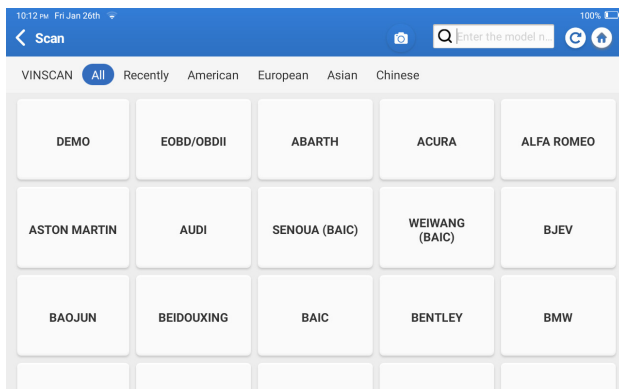 10:12 PM Fri Jan 26th 100%
Scan Enter the model n...
VINSCAN All Recently American European Asian Chinese
DEMO EOBD/OBDII ABARTH ACURA ALFA ROMEO
ASTON MARTIN AUDI SENOUA (BAIC) WEIWANG (BAIC) BJEV
BAOJUN BEIDOUXING BAIC BENTLEY BMW